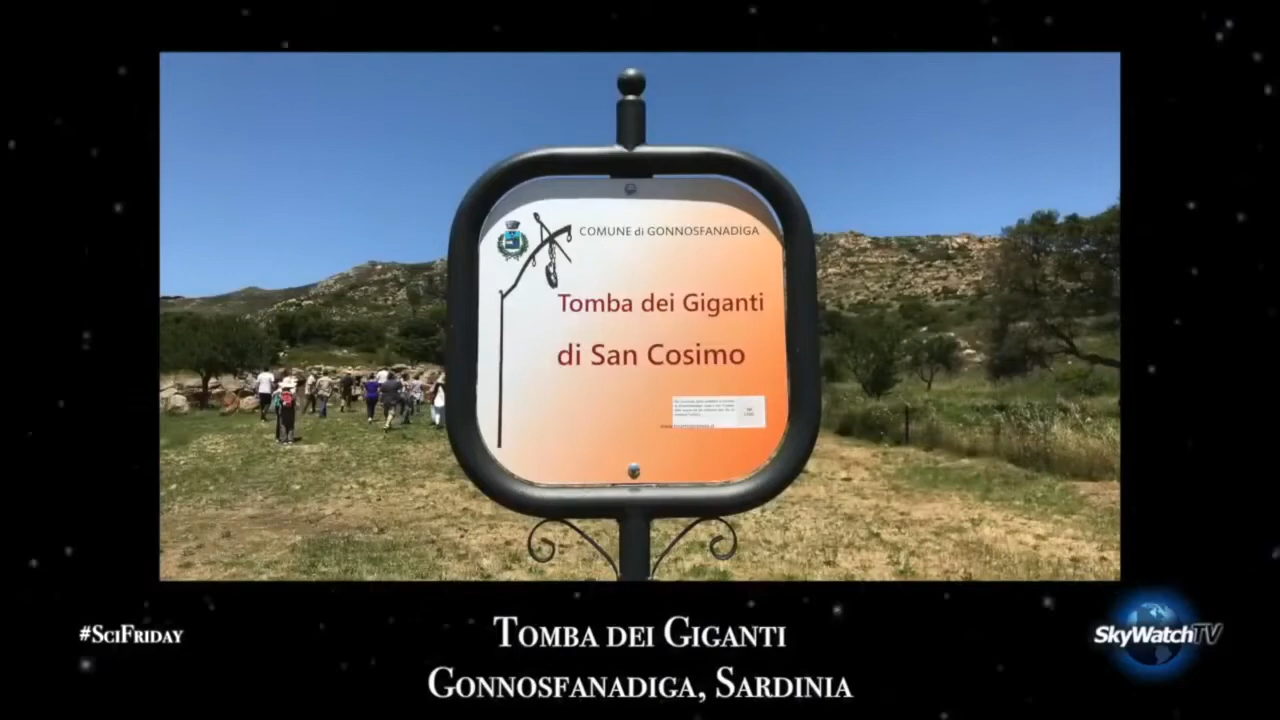 COMUNE di GONNOSFANADIGA
Tomba dei Giganti
di San Cosimo
#SciFriday
Tomba dei Giganti
Gonnosfanadiga, Sardinia
SkyWatchTV